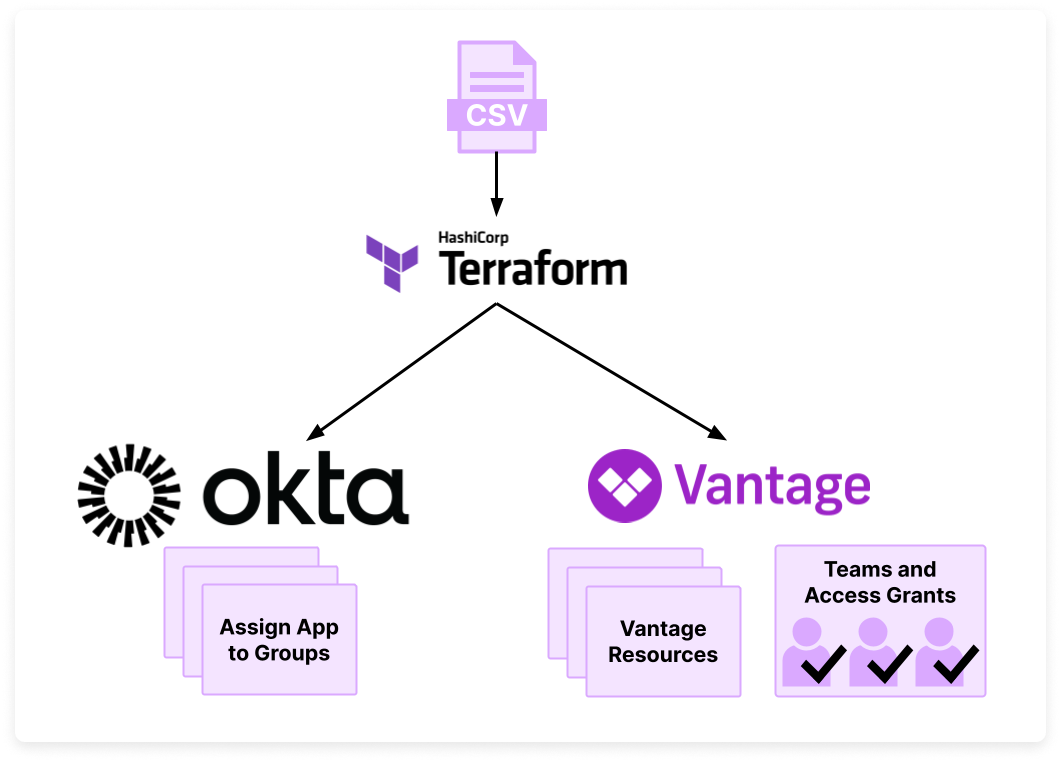 CSV
HashiCorp
Terraform
okta
Vantage
Assign App
to Groups
Vantage
Resources
Teams and
Access Grants